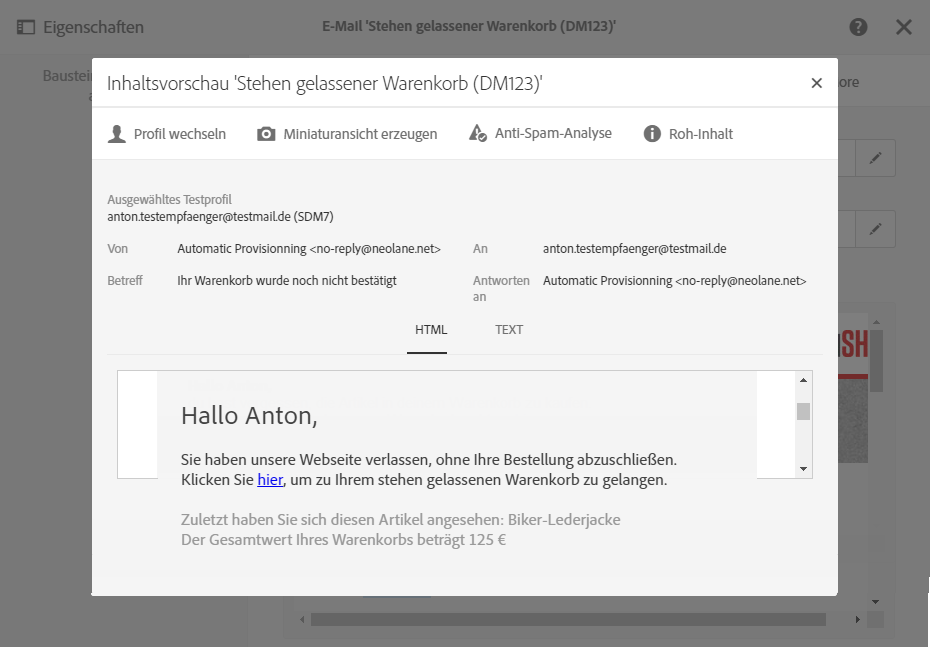 Eigenschaften
E-Mail 'Stehen gelassener Warenkorb (DM123)'
?
Inhaltsvorschau 'Stehen gelassener Warenkorb (DM123)'
Profil wechseln
Miniaturansicht erzeugen
Anti-Spam-Analyse
Roh-Inhalt
Ausgewähltes Testprofil
anton.testempfaenger@testmail.de (SDM7)
Von Automatic Provisionning <no-reply@neolane.net>
An anton.testempfaenger@testmail.de
Betreff Ihr Warenkorb wurde noch nicht bestätigt
Antworten an Automatic Provisionning <no-reply@neolane.net>
HTML TEXT
Hallo Anton,
Sie haben unsere Webseite verlassen, ohne Ihre Bestellung abzuschließen.
Klicken Sie hier, um zu Ihrem stehen gelassenen Warenkorb zu gelangen.
Zuletzt haben Sie sich diesen Artikel angesehen: Biker-Lederjacke
Der Gesamtwert Ihres Warenkorbs beträgt 125 €